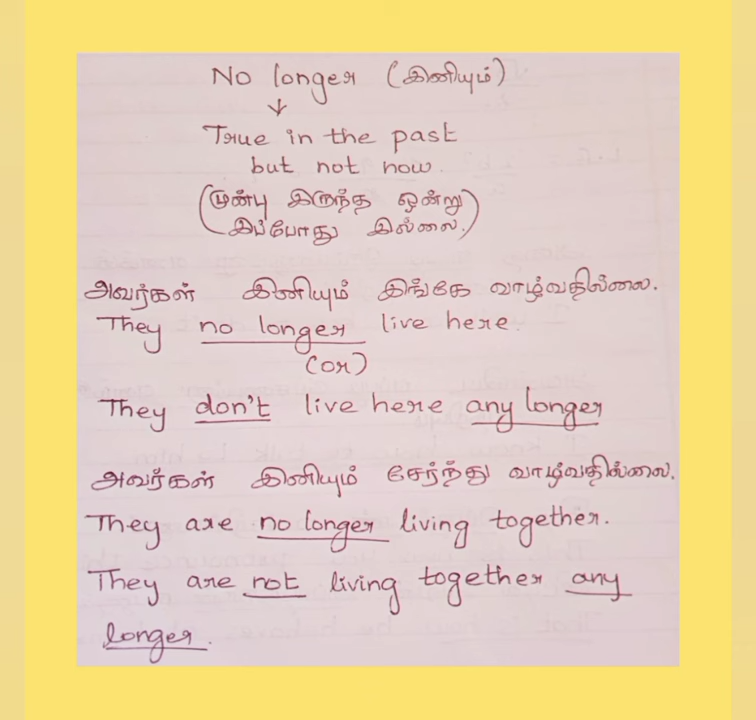 No longer (இனியும்)
↓
True in the past
but not now.
(முன்பு இருந்த ஒன்று
இப்போது இல்லை.)
அவர்கள் இனியும் இங்கே வாழ்வதில்லை.
They no longer live here.
(or)
They don't live here any longer
அவர்கள் இனியும் சேர்ந்து வாழ்வதில்லை.
They are no longer living together.
They are not living together any
longer.